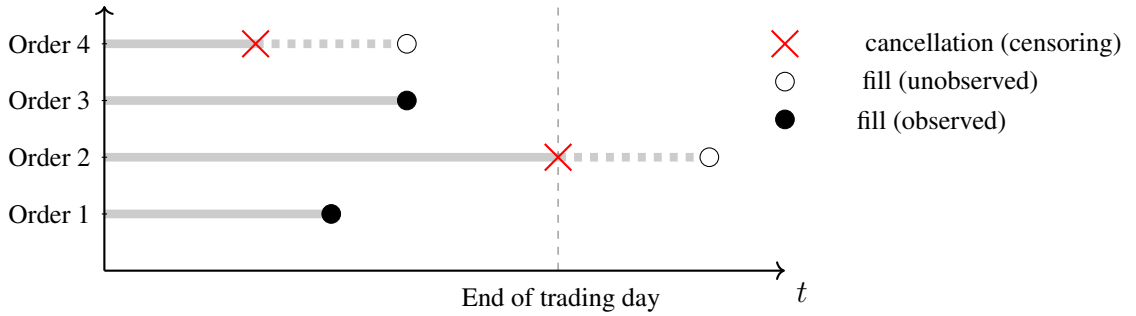 Order 4
cancellation (censoring)
fill (unobserved)
Order 3
fill (observed)
Order 2
Order 1
End of trading day
t